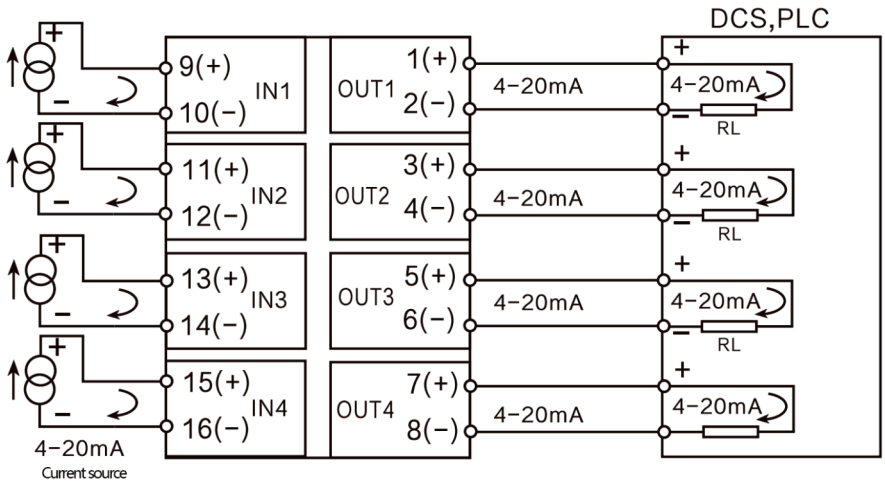 DCS,PLC
+ 9(+) IN1 OUT1 1(+) 4−20mA + 4−20mA
− 10(−) 2(−) − RL
+ 11(+) IN2 OUT2 3(+) 4−20mA + 4−20mA
− 12(−) 4(−) − RL
+ 13(+) IN3 OUT3 5(+) 4−20mA + 4−20mA
− 14(−) 6(−) − RL
+ 15(+) IN4 OUT4 7(+) 4−20mA + 4−20mA
− 16(−) 8(−)
4−20mA
Current source